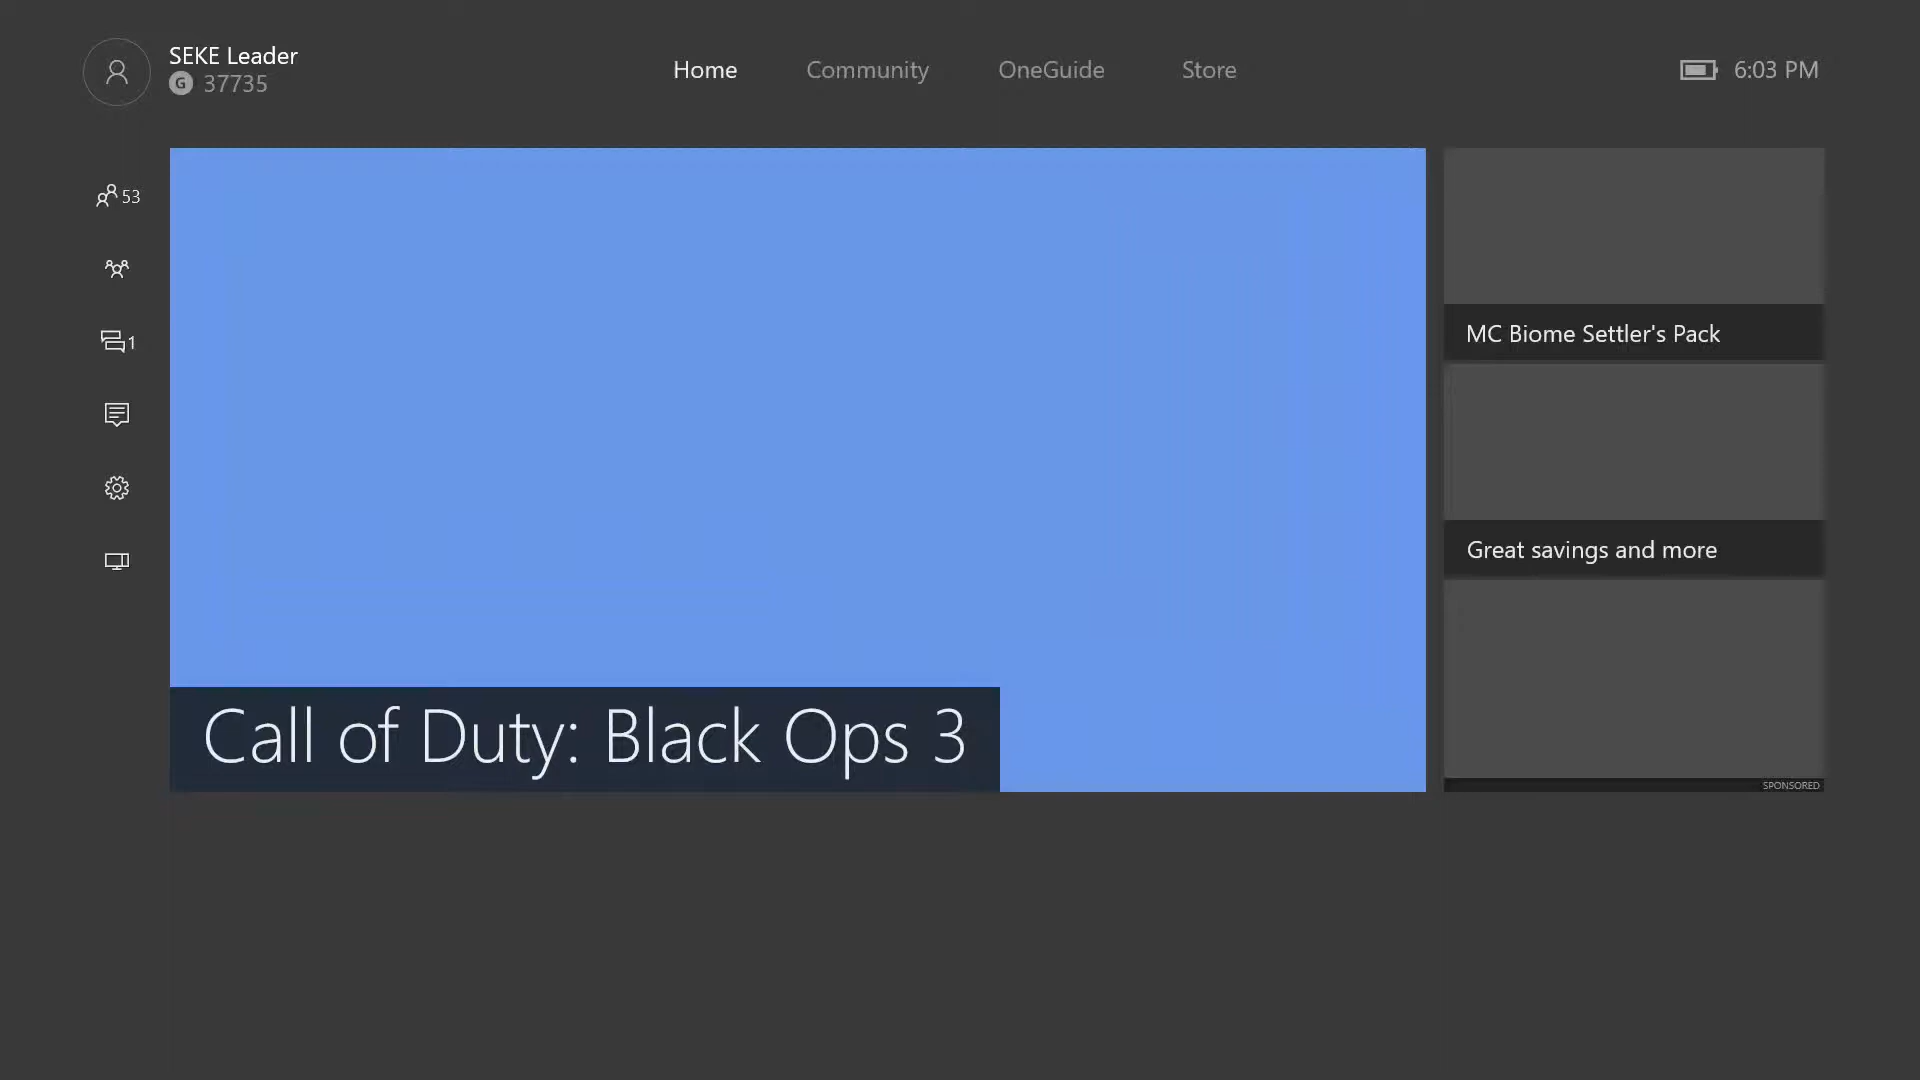 SEKE Leader
G 37735
Home
Community
OneGuide
Store
6:03 PM
53
1
Call of Duty: Black Ops 3
MC Biome Settler's Pack
Great savings and more
SPONSORED